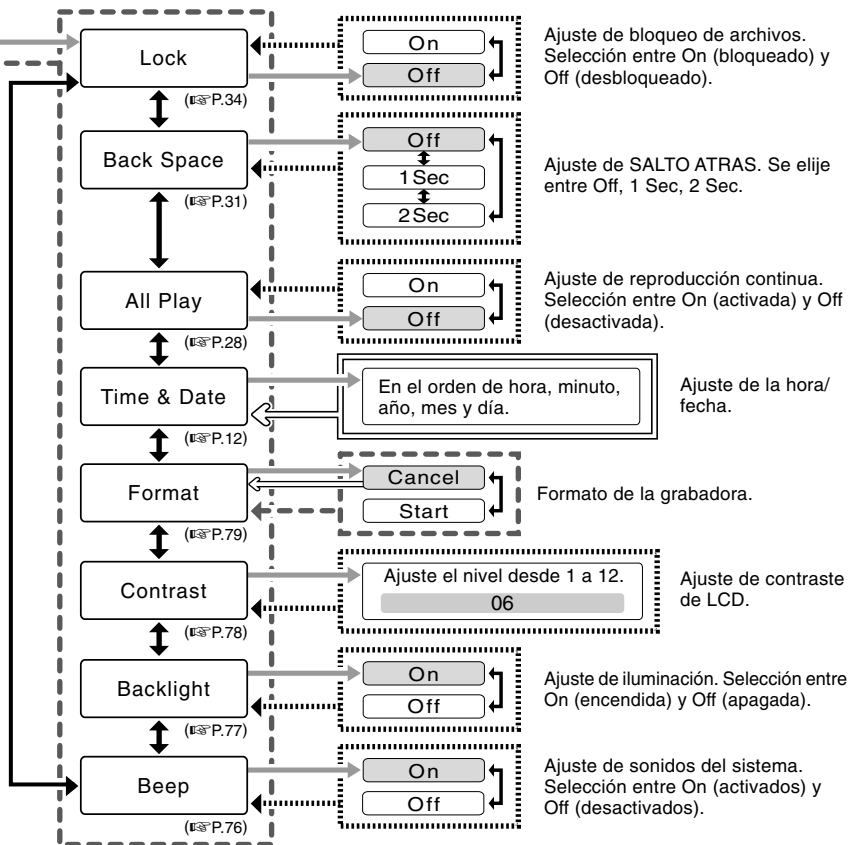 Lock
(☞P.34)
On
Off
Ajuste de bloqueo de archivos.
Selección entre On (bloqueado) y
Off (desbloqueado).
Back Space
(☞P.31)
Off
1 Sec
2 Sec
Ajuste de SALTO ATRAS. Se elije
entre Off, 1 Sec, 2 Sec.
All Play
(☞P.28)
On
Off
Ajuste de reproducción continua.
Selección entre On (activada) y Off
(desactivada).
Time & Date
(☞P.12)
En el orden de hora, minuto,
año, mes y día.
Ajuste de la hora/
fecha.
Format
(☞P.79)
Cancel
Start
Formato de la grabadora.
Contrast
(☞P.78)
Ajuste el nivel desde 1 a 12.
06
Ajuste de contraste
de LCD.
Backlight
(☞P.77)
On
Off
Ajuste de iluminación. Selección entre
On (encendida) y Off (apagada).
Beep
(☞P.76)
On
Off
Ajuste de sonidos del sistema.
Selección entre On (activados) y
Off (desactivados).